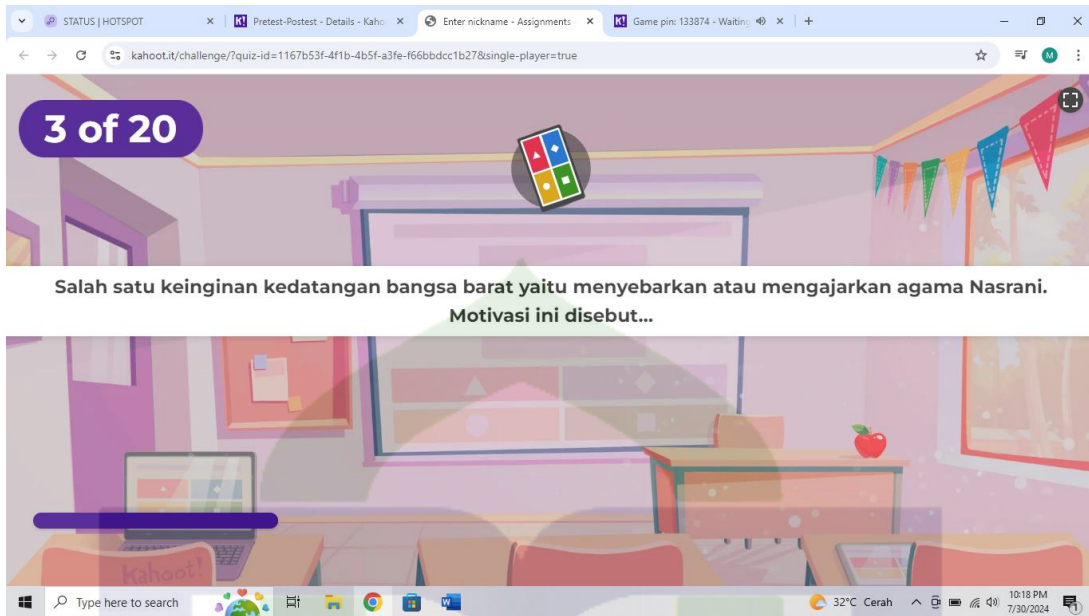 STATUS | HOTSPOT
Pretest-Postest - Details - Kaho
Enter nickname - Assignments
Game pin: 133874 - Waiting
kahoot.it/challenge/?quiz-id=1167b53f-4f1b-4b5f-a3fe-f66bbdcc1b27&single-player=true
M
3 of 20
Salah satu keinginan kedatangan bangsa barat yaitu menyebarkan atau mengajarkan agama Nasrani.
Motivasi ini disebut...
Kahoot!
Type here to search
32°C Cerah
10:18 PM
7/30/2024